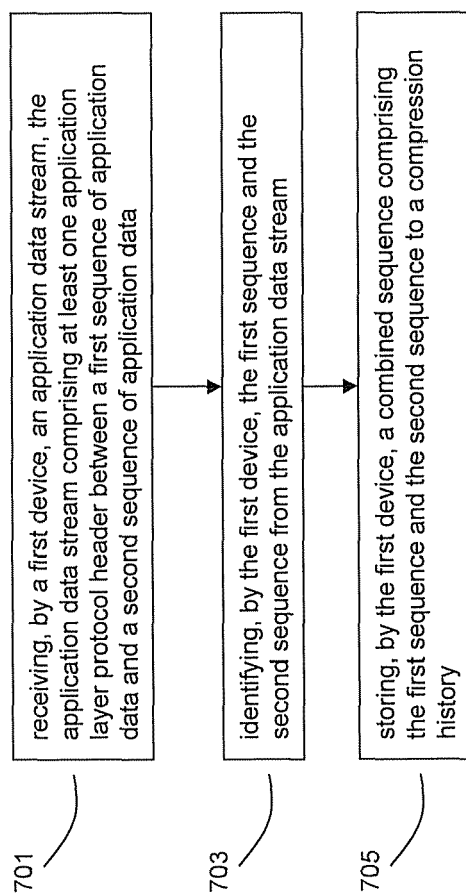 701
receiving, by a first device, an application data stream, the
application data stream comprising at least one application
layer protocol header between a first sequence of application
data and a second sequence of application data
703
identifying, by the first device, the first sequence and the
second sequence from the application data stream
705
storing, by the first device, a combined sequence comprising
the first sequence and the second sequence to a compression
history